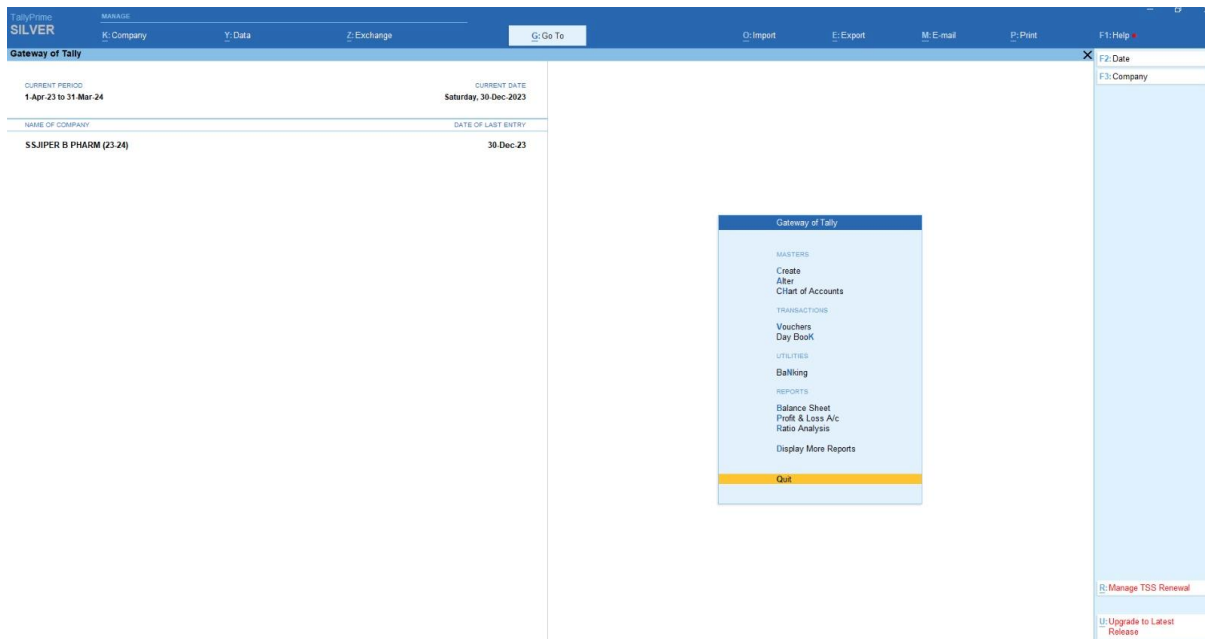 TallyPrime
SILVER
MANAGE
K: Company Y: Data Z: Exchange G: Go To O: Import E: Export M: E-mail P: Print F1: Help
Gateway of Tally
F2: Date
F3: Company
CURRENT PERIOD CURRENT DATE
1-Apr-23 to 31-Mar-24 Saturday, 30-Dec-2023
NAME OF COMPANY DATE OF LAST ENTRY
SSJIPER B PHARM (23-24) 30-Dec-23
Gateway of Tally
MASTERS
Create
Alter
CHart of Accounts
TRANSACTIONS
Vouchers
Day BooK
UTILITIES
BaNking
REPORTS
Balance Sheet
Profit & Loss A/c
Ratio Analysis
Display More Reports
Quit
R: Manage TSS Renewal
U: Upgrade to Latest
Release